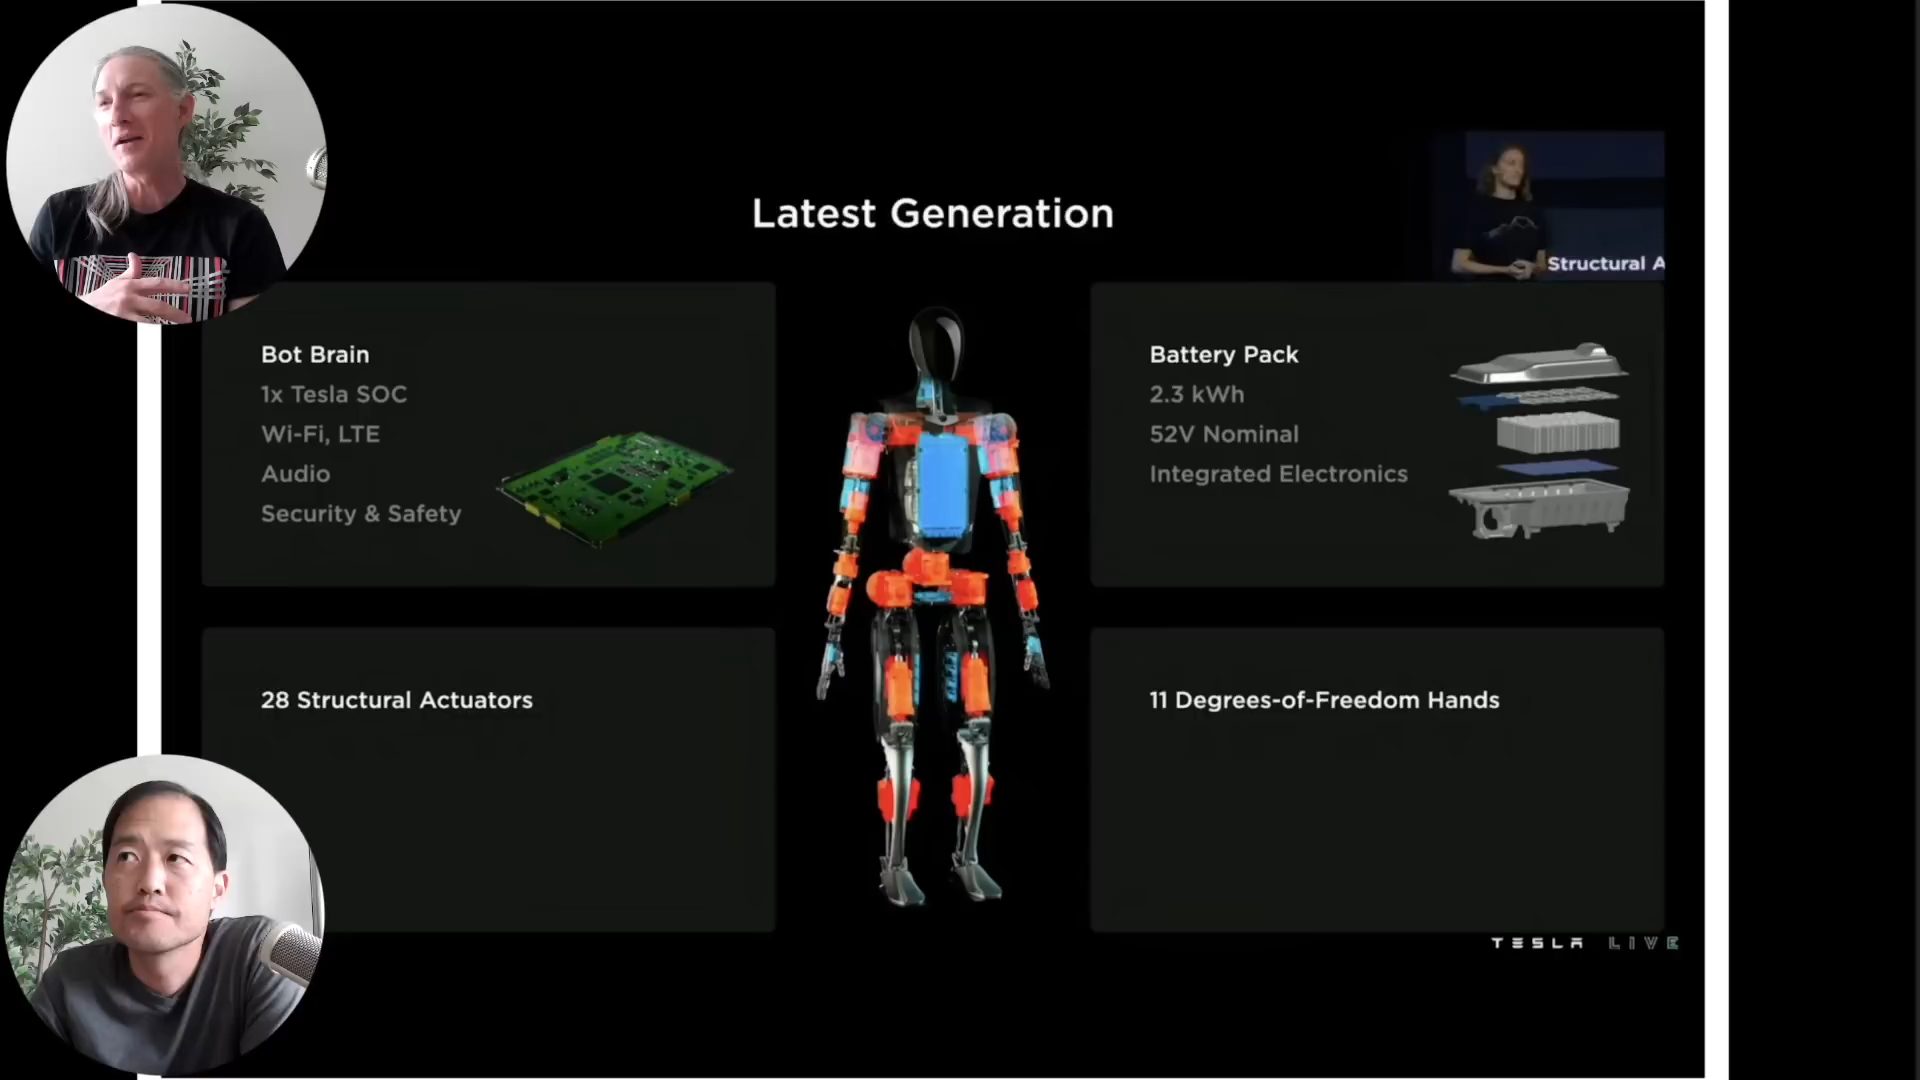 Latest Generation
Structural A
Bot Brain
1x Tesla SOC
Wi-Fi, LTE
Audio
Security & Safety
Battery Pack
2.3 kWh
52V Nominal
Integrated Electronics
28 Structural Actuators
11 Degrees-of-Freedom Hands
TESLA LIVE